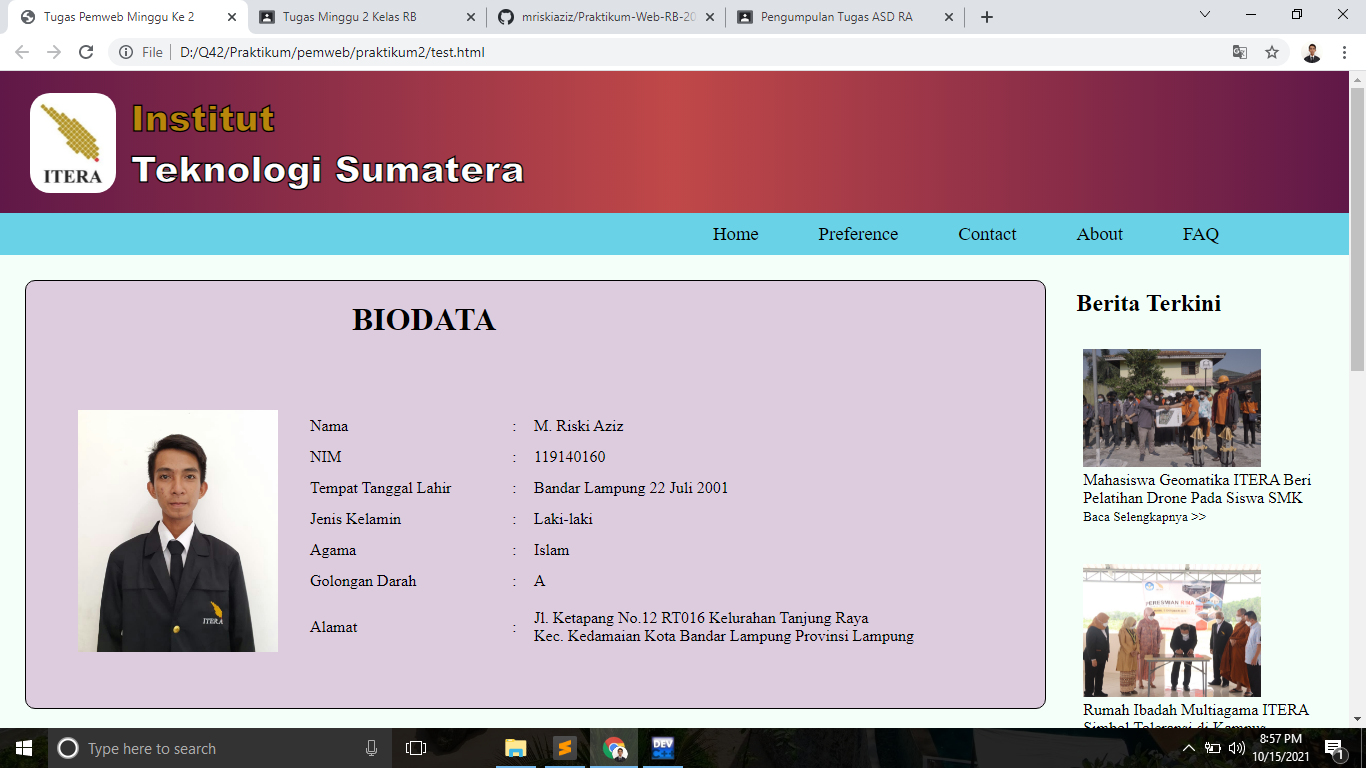 Tugas Pemweb Minggu Ke 2
Tugas Minggu 2 Kelas RB
mriskiaziz/Praktikum-Web-RB-20
Pengumpulan Tugas ASD RA
File
D:/Q42/Praktikum/pemweb/praktikum2/test.html
ITERA
Institut
Teknologi Sumatera
Home Preference Contact About FAQ
BIODATA
Nama : M. Riski Aziz
NIM : 119140160
Tempat Tanggal Lahir : Bandar Lampung 22 Juli 2001
Jenis Kelamin : Laki-laki
Agama : Islam
Golongan Darah : A
Alamat : Jl. Ketapang No.12 RT016 Kelurahan Tanjung Raya
Kec. Kedamaian Kota Bandar Lampung Provinsi Lampung
ITERA
Berita Terkini
Mahasiswa Geomatika ITERA Beri
Pelatihan Drone Pada Siswa SMK
Baca Selengkapnya >>
Rumah Ibadah Multiagama ITERA
Simbol Toleransi di Kampus
Type here to search
DEV
8:57 PM
10/15/2021
1